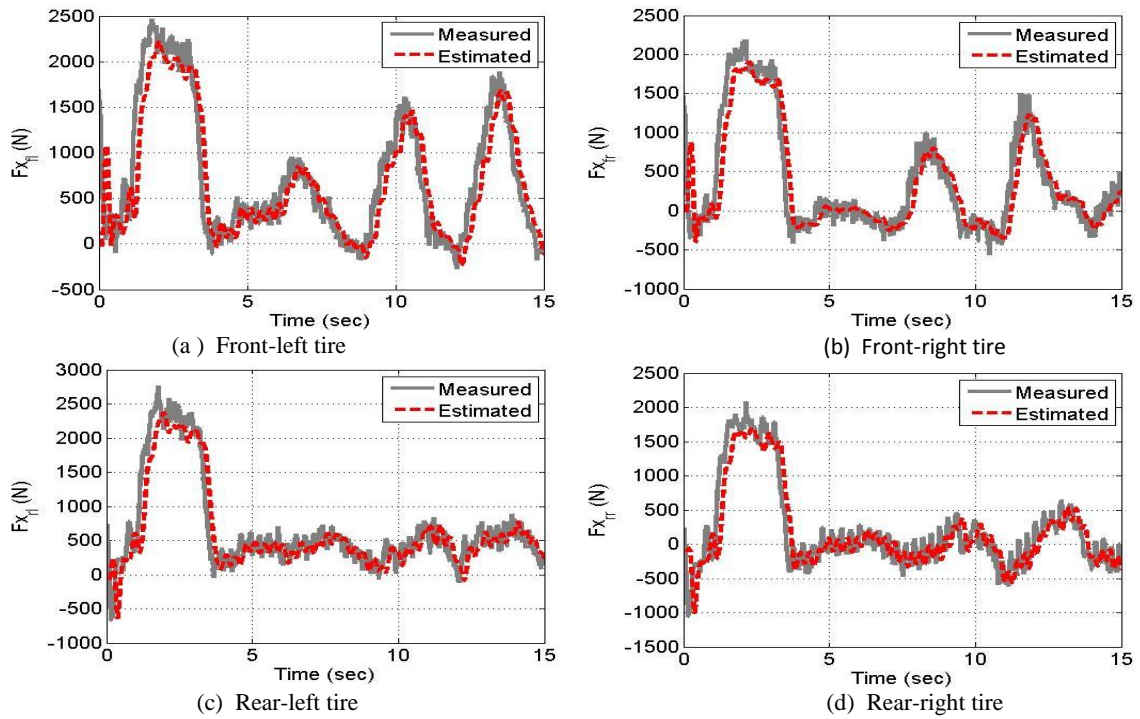 2500
2000
1500
1000
500
0
-500
Fx_fl (N)
Measured
Estimated
0 5 10 15
Time (sec)
(a ) Front-left tire
2500
2000
1500
1000
500
0
-500
-1000
Fx_fr (N)
Measured
Estimated
0 5 10 15
Time (sec)
(b) Front-right tire
3000
2500
2000
1500
1000
500
0
-500
-1000
Fx_rl (N)
Measured
Estimated
0 5 10 15
Time (sec)
(c) Rear-left tire
2500
2000
1500
1000
500
0
-500
-1000
-1500
Fx_rr (N)
Measured
Estimated
0 5 10 15
Time (sec)
(d) Rear-right tire